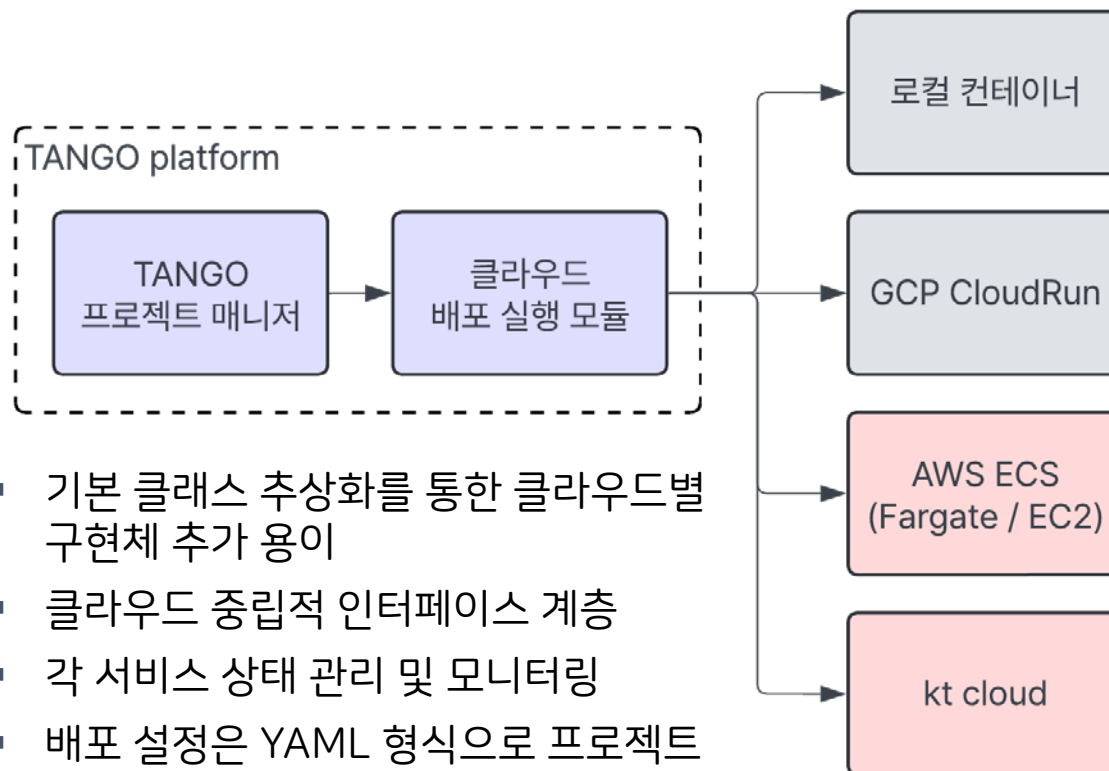 TANGO platform
TANGO
프로젝트 매니저
클라우드
배포 실행 모듈
로컬 컨테이너
GCP CloudRun
AWS ECS
(Fargate / EC2)
kt cloud
기본 클래스 추상화를 통한 클라우드별
구현체 추가 용이
클라우드 중립적 인터페이스 계층
각 서비스 상태 관리 및 모니터링
배포 설정은 YAML 형식으로 프로젝트